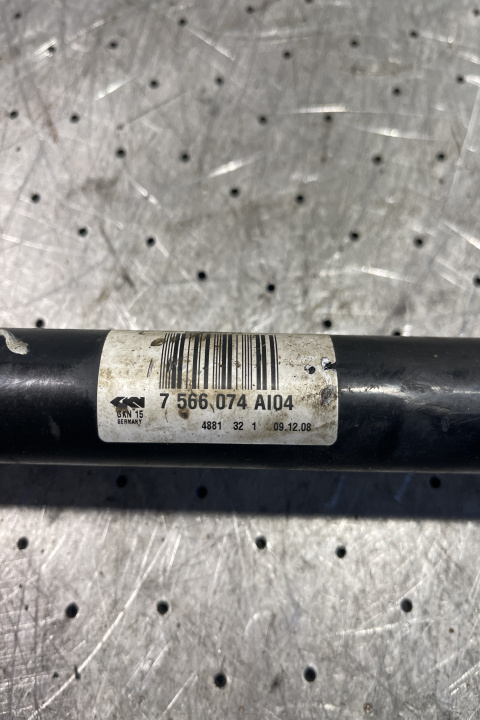 7 566 074 AI04
GKN
GKN 15
GERMANY
4881 32 1 09.12.08